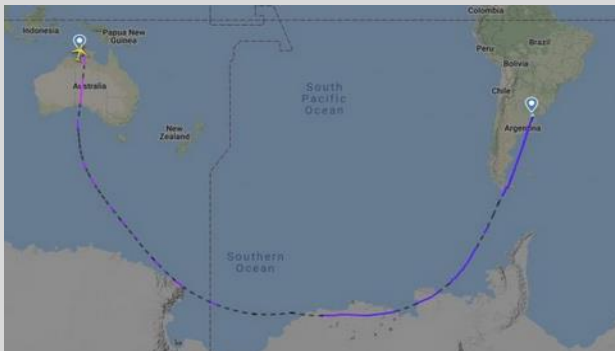 Indonesia
Papua New
Guinea
Australia
New
Zealand
South
Pacific
Ocean
Southern
Ocean
Colombia
Peru
Brazil
Bolivia
Chile
Argentina